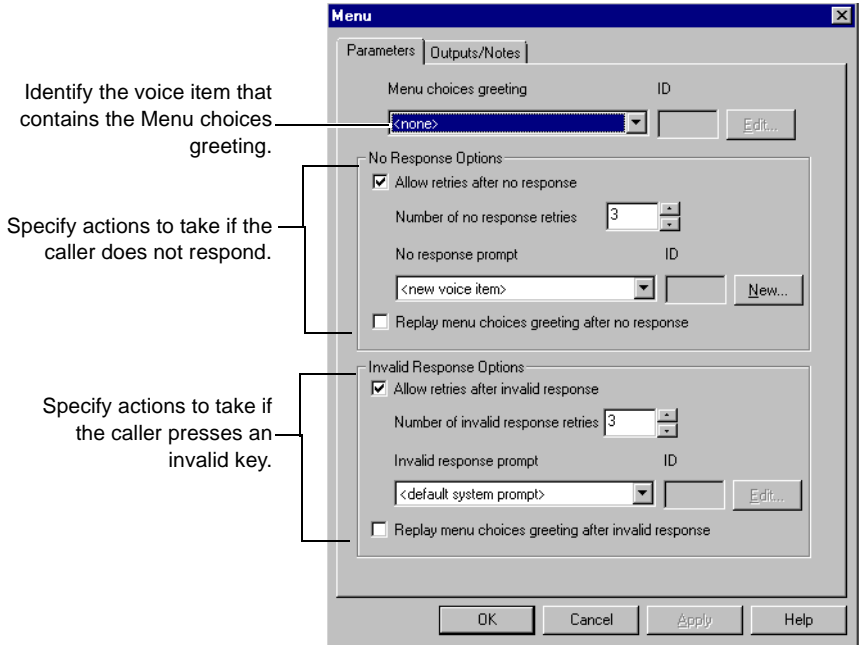 Menu
Parameters
Outputs/Notes
Identify the voice item that
contains the Menu choices
greeting.
Menu choices greeting
ID
<none>
Edit...
No Response Options
Allow retries after no response
Specify actions to take if the
caller does not respond.
Number of no response retries
3
No response prompt
ID
<new voice item>
New...
Replay menu choices greeting after no response
Invalid Response Options
Allow retries after invalid response
Specify actions to take if
the caller presses an
invalid key.
Number of invalid response retries
3
Invalid response prompt
ID
<default system prompt>
Edit...
Replay menu choices greeting after invalid response
OK
Cancel
Apply
Help